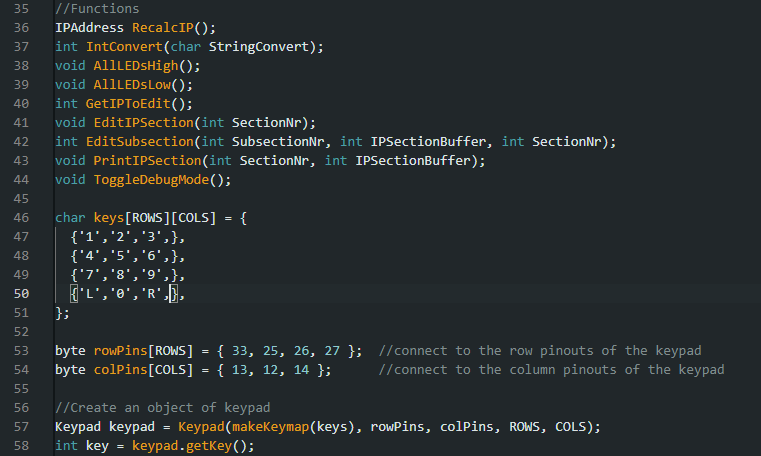 35 //Functions
36 IPAddress RecalcIP();
37 int IntConvert(char StringConvert);
38 void AllLEDsHigh();
39 void AllLEDsLow();
40 int GetIPToEdit();
41 void EditIPSection(int SectionNr);
42 int EditSubsection(int SubsectionNr, int IPSectionBuffer, int SectionNr);
43 void PrintIPSection(int SectionNr, int IPSectionBuffer);
44 void ToggleDebugMode();
45
46 char keys[ROWS][COLS] = {
47   {'1','2','3',},
48   {'4','5','6',},
49   {'7','8','9',},
50   {'L','0','R',},
51 };
52
53 byte rowPins[ROWS] = { 33, 25, 26, 27 };  //connect to the row pinouts of the keypad
54 byte colPins[COLS] = { 13, 12, 14 };      //connect to the column pinouts of the keypad
55
56 //Create an object of keypad
57 Keypad keypad = Keypad(makeKeymap(keys), rowPins, colPins, ROWS, COLS);
58 int key = keypad.getKey();